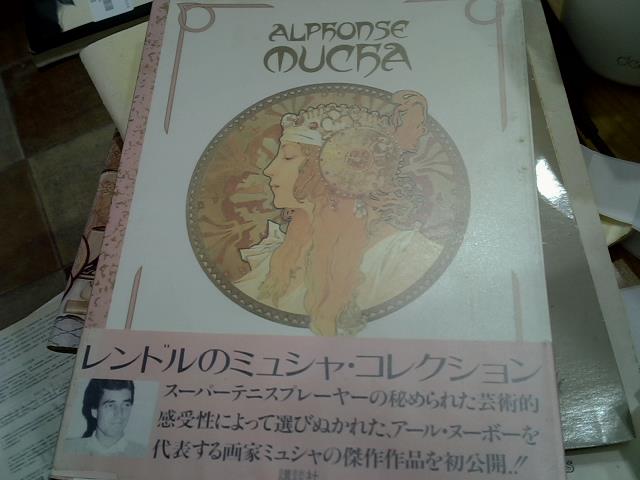 ALPHONSE
MUCHA
レンドルのミュシャ・コレクション
スーパーテニスプレーヤーの秘められた芸術的
感受性によって選びぬかれた、アール・ヌーボーを
代表する画家ミュシャの傑作作品を初公開.!!
講談社